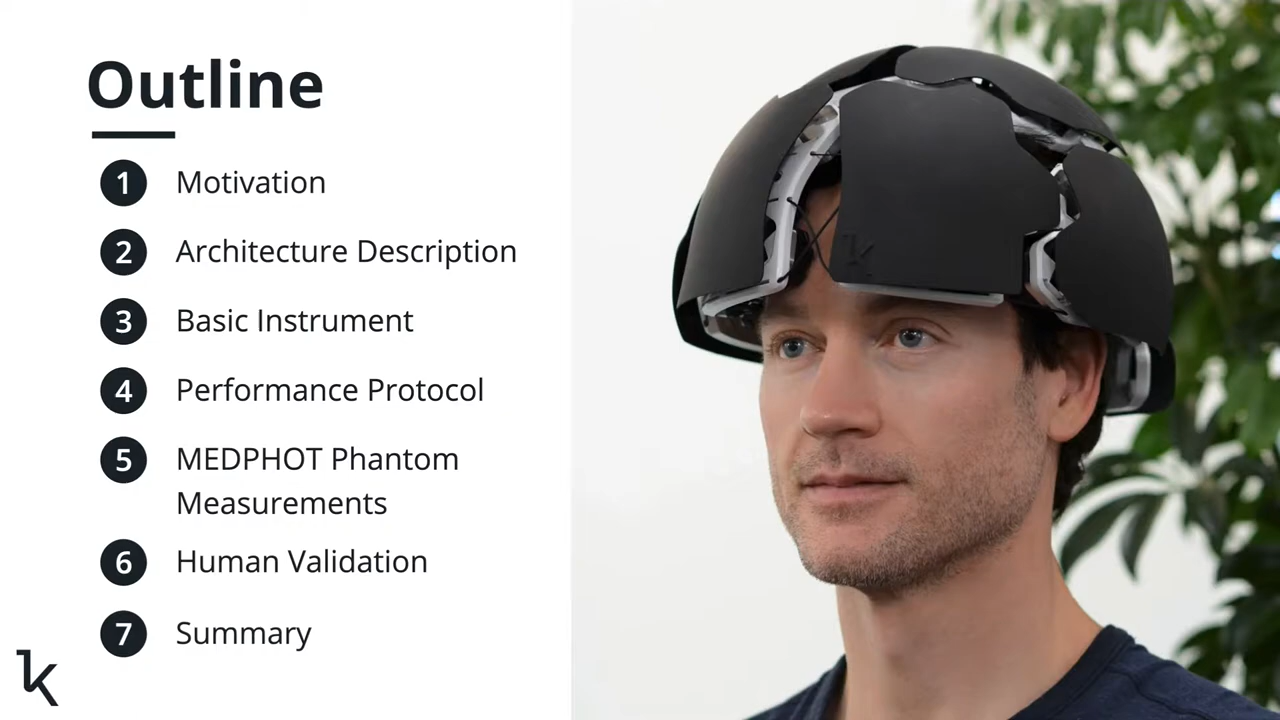 Outline
1 Motivation
2 Architecture Description
3 Basic Instrument
4 Performance Protocol
5 MEDPHOT Phantom
Measurements
6 Human Validation
7 Summary
k